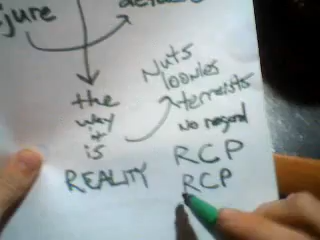 jure
the
way
it
is
REALITY
Nuts
loonies
terrorists
no regard
RCP
RCP